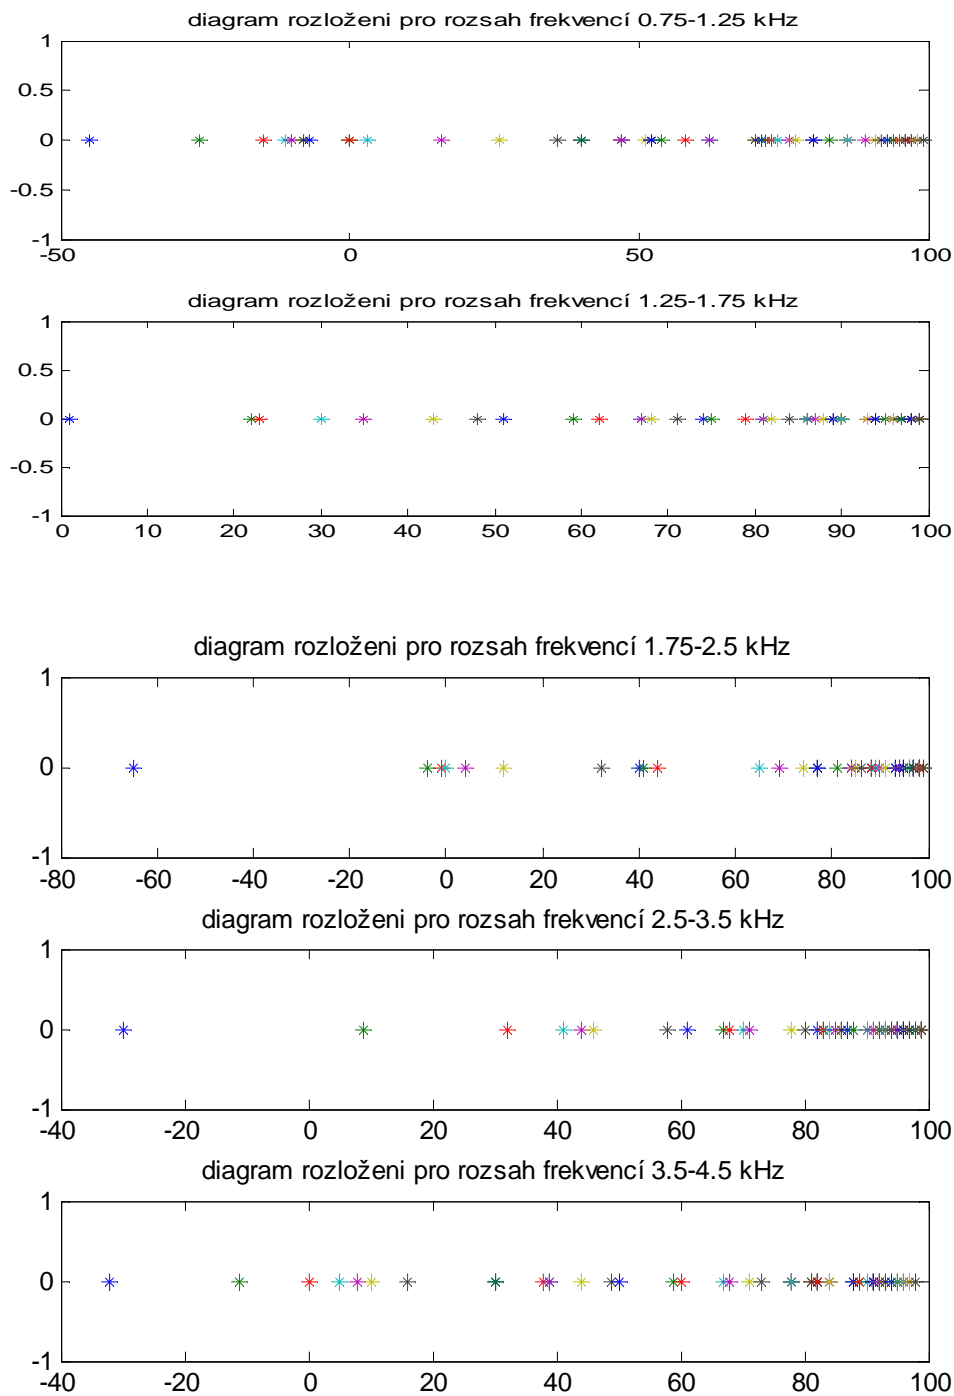 diagram rozloženi pro rozsah frekvencí 0.75-1.25 kHz
1
0.5
0
-0.5
-1
-50 0 50 100
diagram rozloženi pro rozsah frekvencí 1.25-1.75 kHz
1
0.5
0
-0.5
-1
0 10 20 30 40 50 60 70 80 90 100
diagram rozloženi pro rozsah frekvencí 1.75-2.5 kHz
1
0
-1
-80 -60 -40 -20 0 20 40 60 80 100
diagram rozloženi pro rozsah frekvencí 2.5-3.5 kHz
1
0
-1
-40 -20 0 20 40 60 80 100
diagram rozloženi pro rozsah frekvencí 3.5-4.5 kHz
1
0
-1
-40 -20 0 20 40 60 80 100